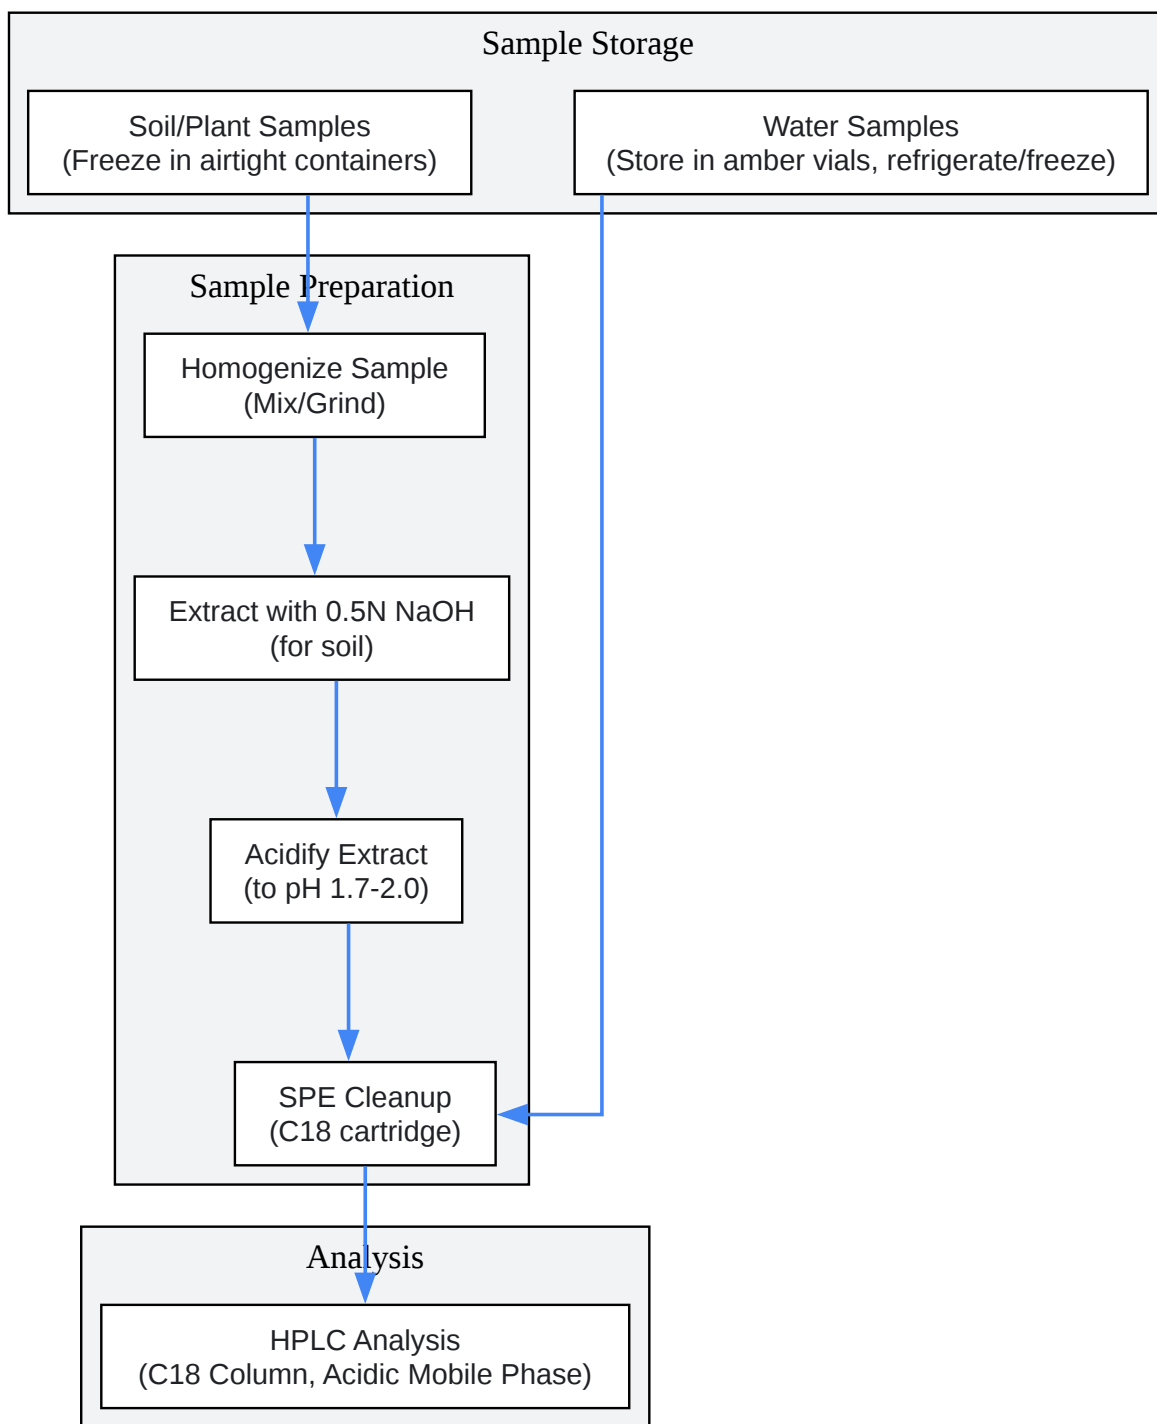 Sample Storage
Soil/Plant Samples
(Freeze in airtight containers)
Water Samples
(Store in amber vials, refrigerate/freeze)
Sample Preparation
Homogenize Sample
(Mix/Grind)
Extract with 0.5N NaOH
(for soil)
Acidify Extract
(to pH 1.7-2.0)
SPE Cleanup
(C18 cartridge)
Analysis
HPLC Analysis
(C18 Column, Acidic Mobile Phase)